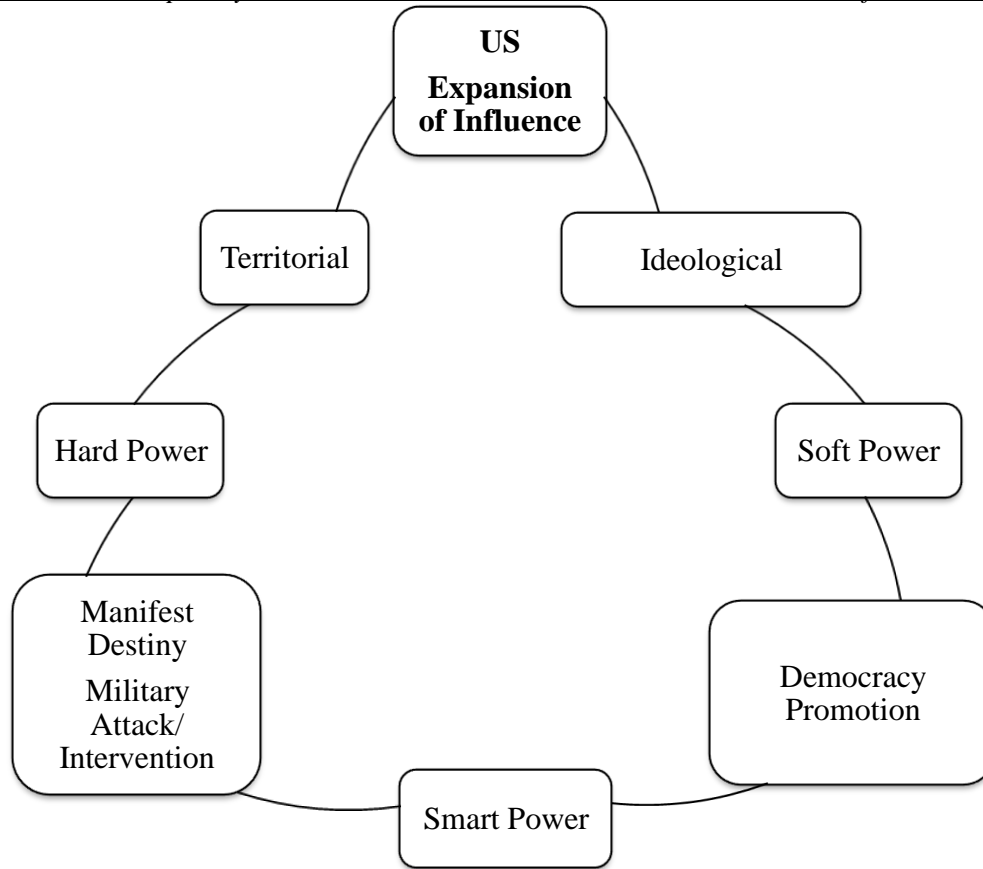 US
Expansion
of Influence
Territorial
Ideological
Hard Power
Soft Power
Manifest
Destiny
Military
Attack/
Intervention
Democracy
Promotion
Smart Power